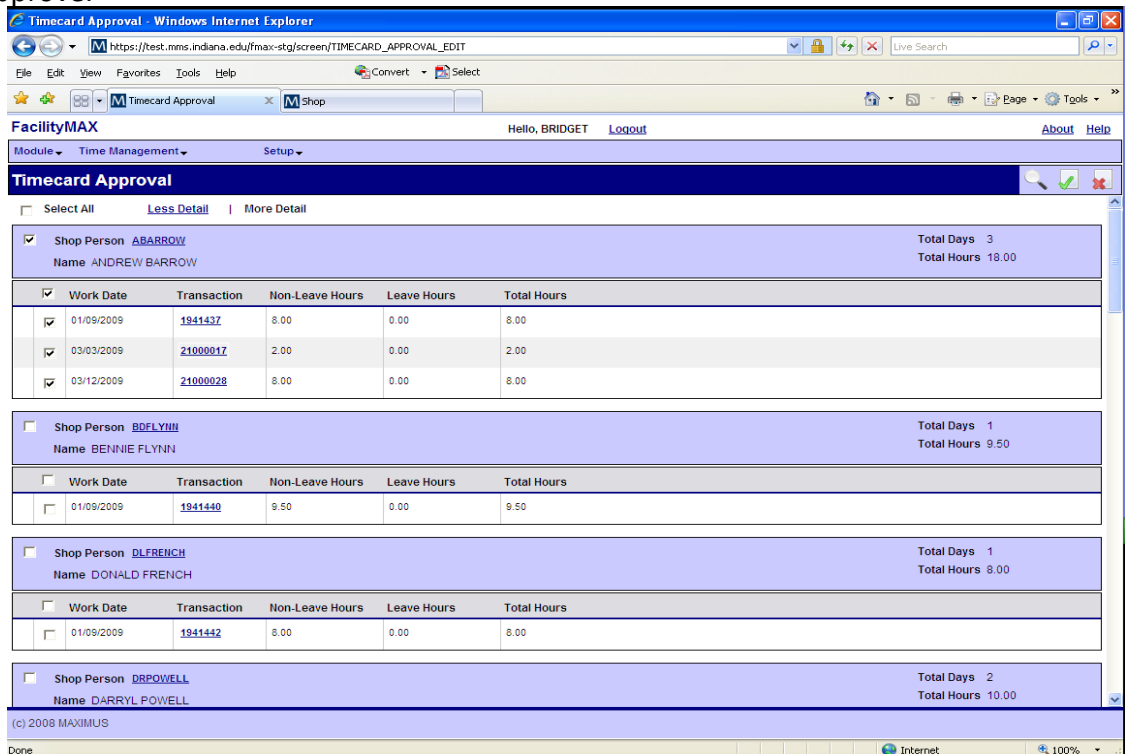 Timecard Approval - Windows Internet Explorer
https://test.mms.indiana.edu/fmax-stg/screen/TIMECARD_APPROVAL_EDIT Live Search
File Edit View Favorites Tools Help Convert Select
Timecard Approval Shop Page Tools
FacilityMAX Hello, BRIDGET Logout About Help
Module Time Management Setup
Timecard Approval
Select All Less Detail | More Detail
Shop Person ABARROW Total Days 3
Name ANDREW BARROW Total Hours 18.00
Work Date Transaction Non-Leave Hours Leave Hours Total Hours
01/09/2009 1941437 8.00 0.00 8.00
03/03/2009 21000017 2.00 0.00 2.00
03/12/2009 21000028 8.00 0.00 8.00
Shop Person BDFLYNN Total Days 1
Name BENNIE FLYNN Total Hours 9.50
Work Date Transaction Non-Leave Hours Leave Hours Total Hours
01/09/2009 1941440 9.50 0.00 9.50
Shop Person DLFRENCH Total Days 1
Name DONALD FRENCH Total Hours 8.00
Work Date Transaction Non-Leave Hours Leave Hours Total Hours
01/09/2009 1941442 8.00 0.00 8.00
Shop Person DRPOWELL Total Days 2
Name DARRYL POWELL Total Hours 10.00
(c) 2008 MAXIMUS
Done Internet 100%